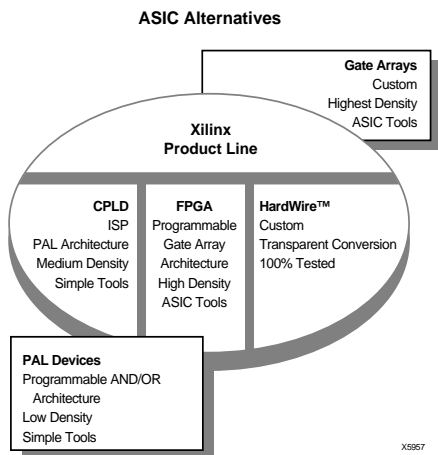 ASIC Alternatives
Gate Arrays
Custom
Highest Density
ASIC Tools
Xilinx
Product Line
CPLD
ISP
PAL Architecture
Medium Density
Simple Tools
FPGA
Programmable
Gate Array
Architecture
High Density
ASIC Tools
HardWire™
Custom
Transparent Conversion
100% Tested
PAL Devices
Programmable AND/OR
Architecture
Low Density
Simple Tools
X5957